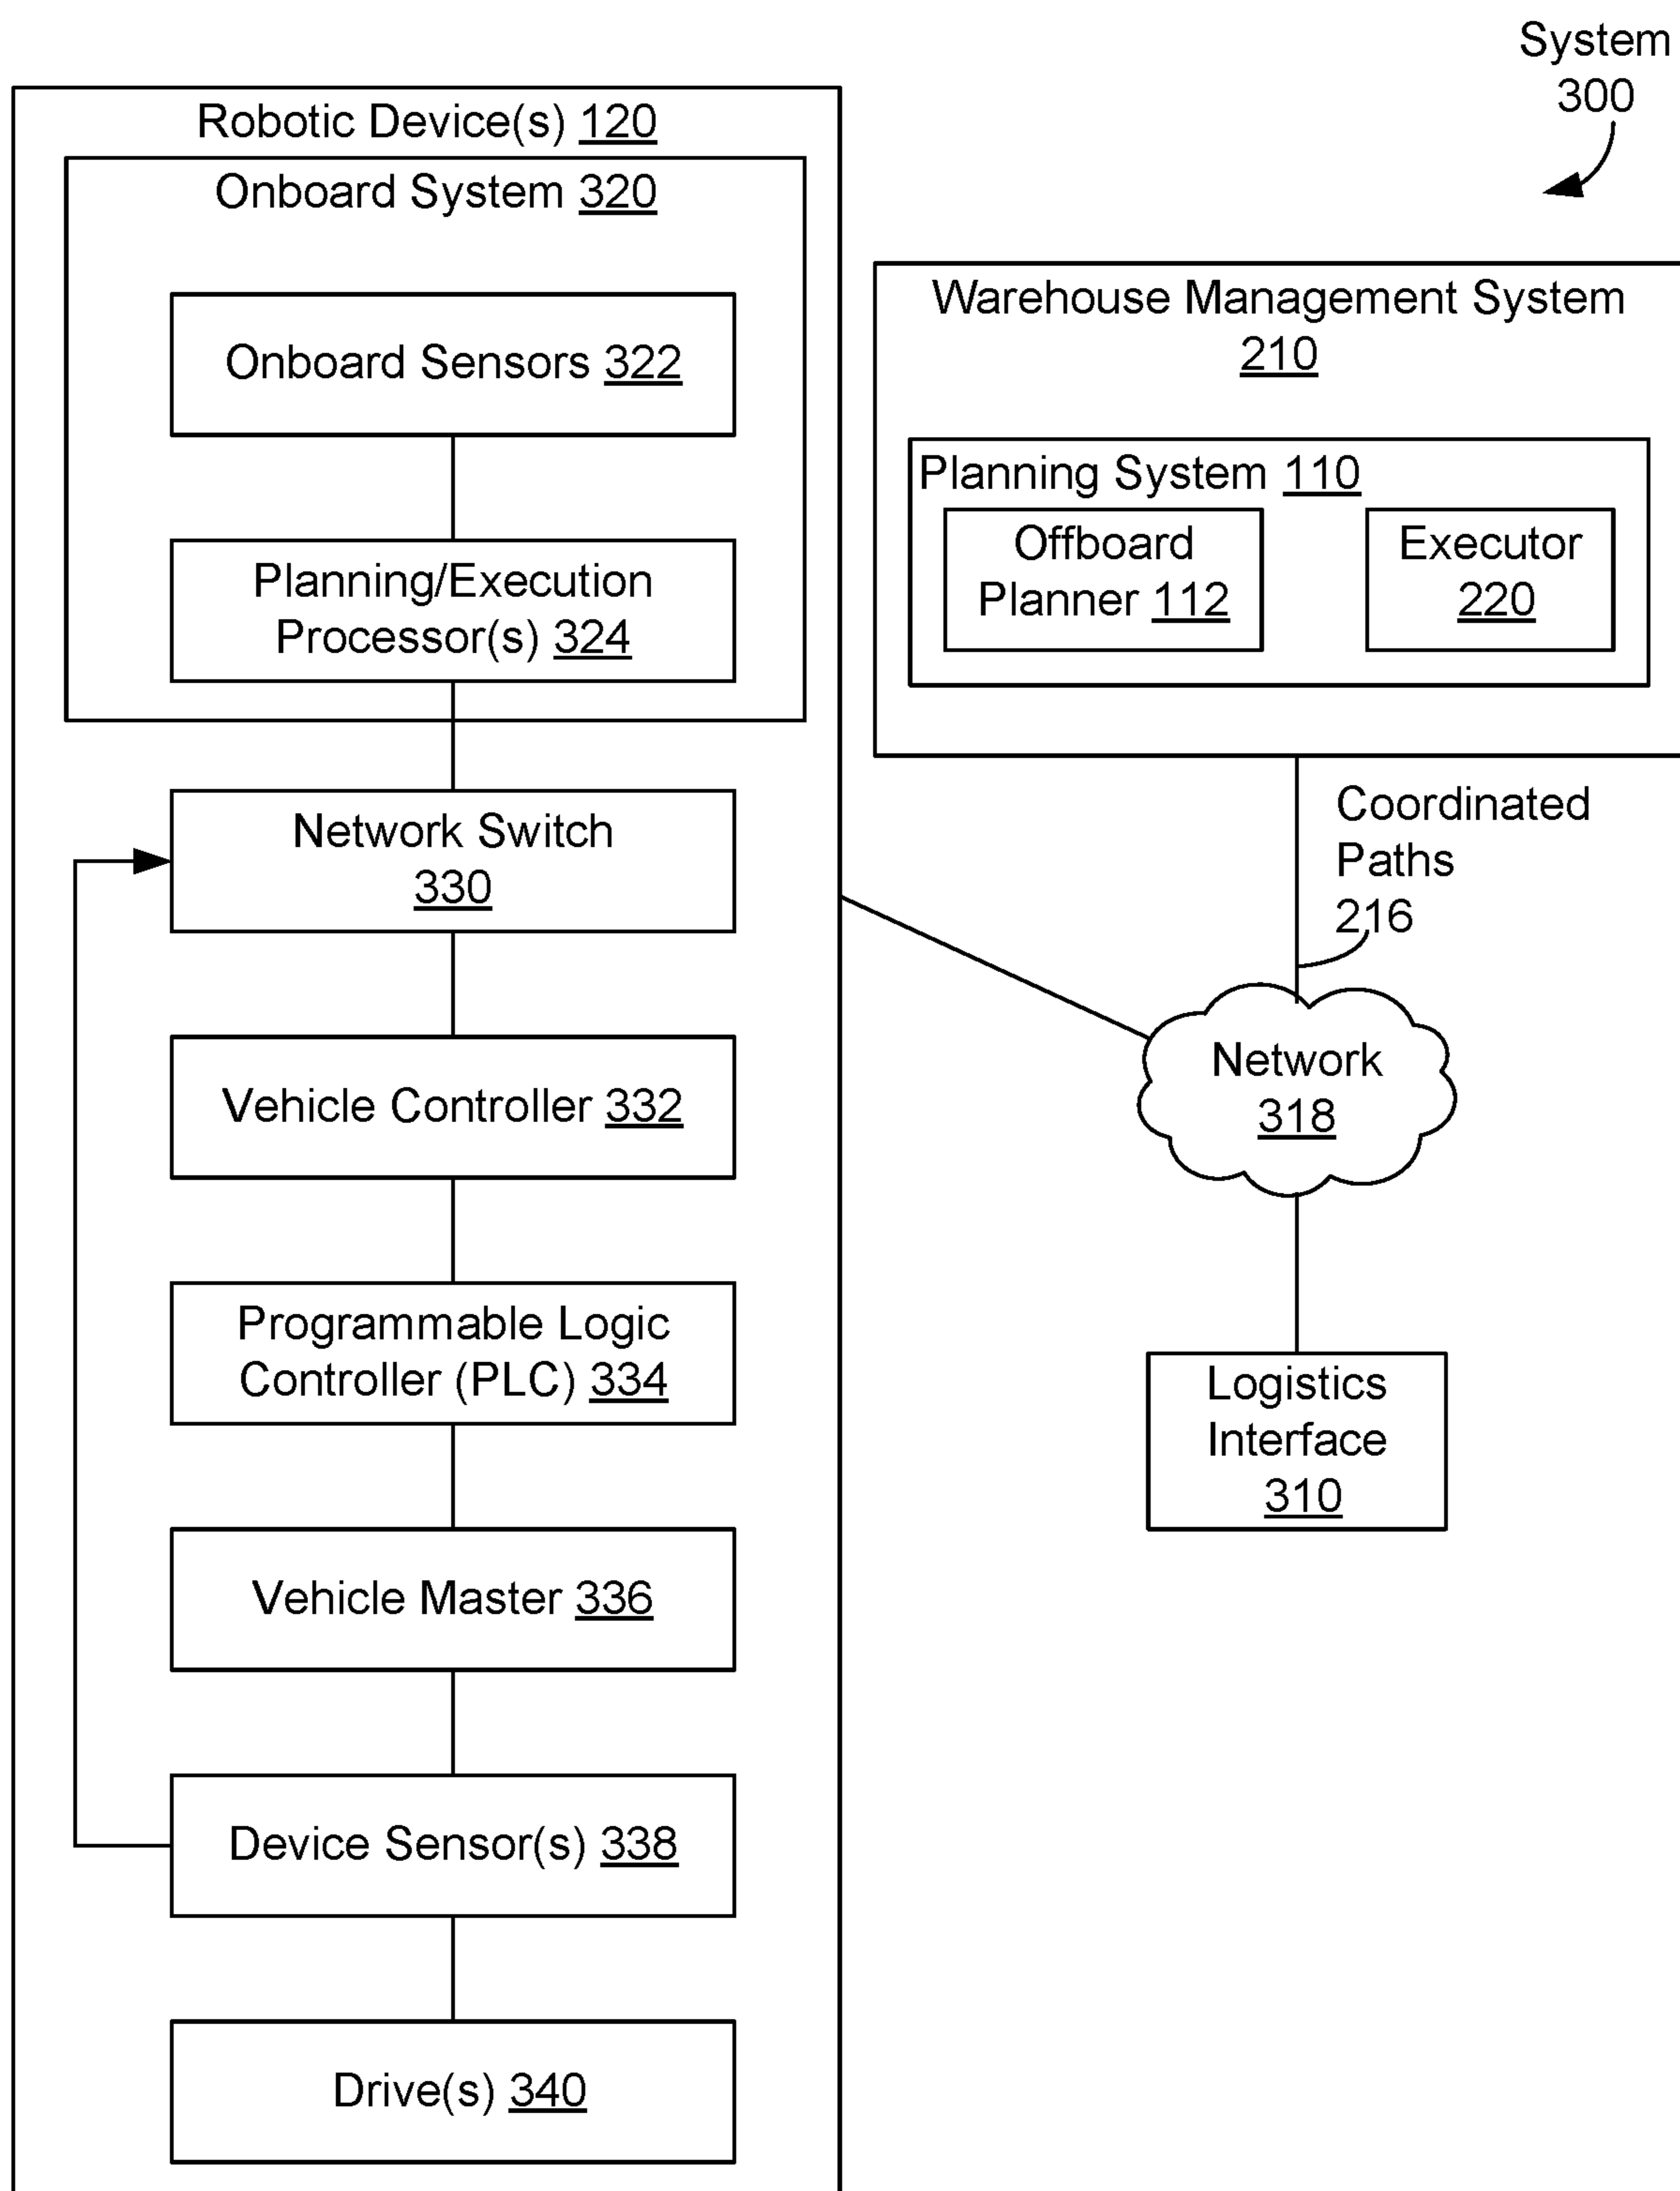 System
300
Robotic Device(s) 120
Onboard System 320
Onboard Sensors 322
Planning/Execution
Processor(s) 324
Network Switch
330
Vehicle Controller 332
Programmable Logic
Controller (PLC) 334
Vehicle Master 336
Device Sensor(s) 338
Drive(s) 340
Warehouse Management System
210
Planning System 110
Offboard
Planner 112
Executor
220
Coordinated
Paths
216
Network
318
Logistics
Interface
310